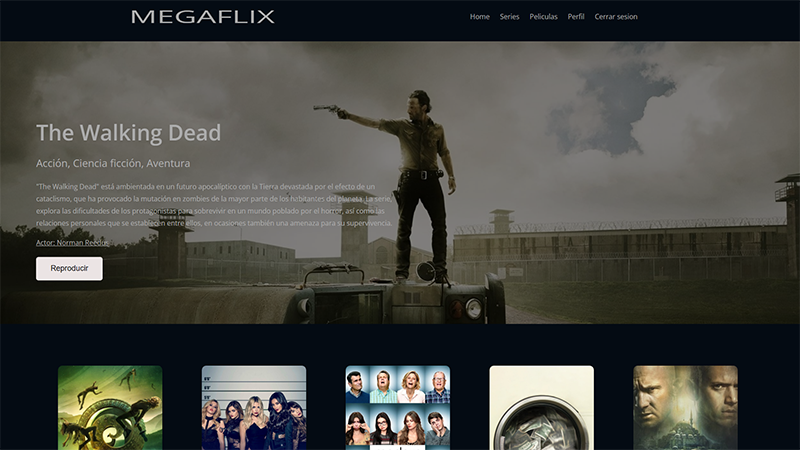 MEGAFLIX
Home Series Peliculas Perfil Cerrar sesion
The Walking Dead
Acción, Ciencia ficción, Aventura
"The Walking Dead" está ambientada en un futuro apocalíptico con la Tierra devastada por el efecto de un
cataclismo, que ha provocado la mutación en zombies de la mayor parte de los habitantes del planeta. La serie,
explora las dificultades de los protagonistas para sobrevivir en un mundo poblado por el horror, así como las
relaciones personales que se establecen entre ellos, en ocasiones también una amenaza para su supervivencia.
Actor: Norman Reedus
Reproducir